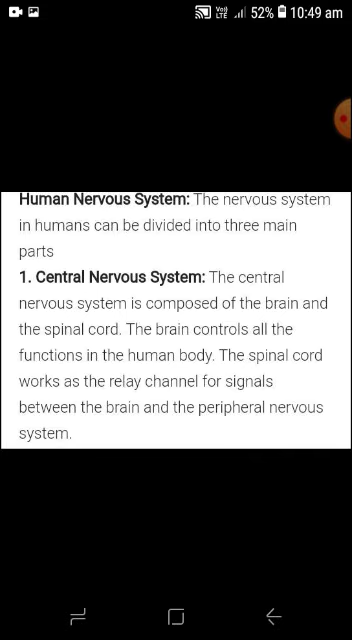 Voi) LTE 52% 10:49 am
Human Nervous System: The nervous system
in humans can be divided into three main
parts
1. Central Nervous System: The central
nervous system is composed of the brain and
the spinal cord. The brain controls all the
functions in the human body. The spinal cord
works as the relay channel for signals
between the brain and the peripheral nervous
system.